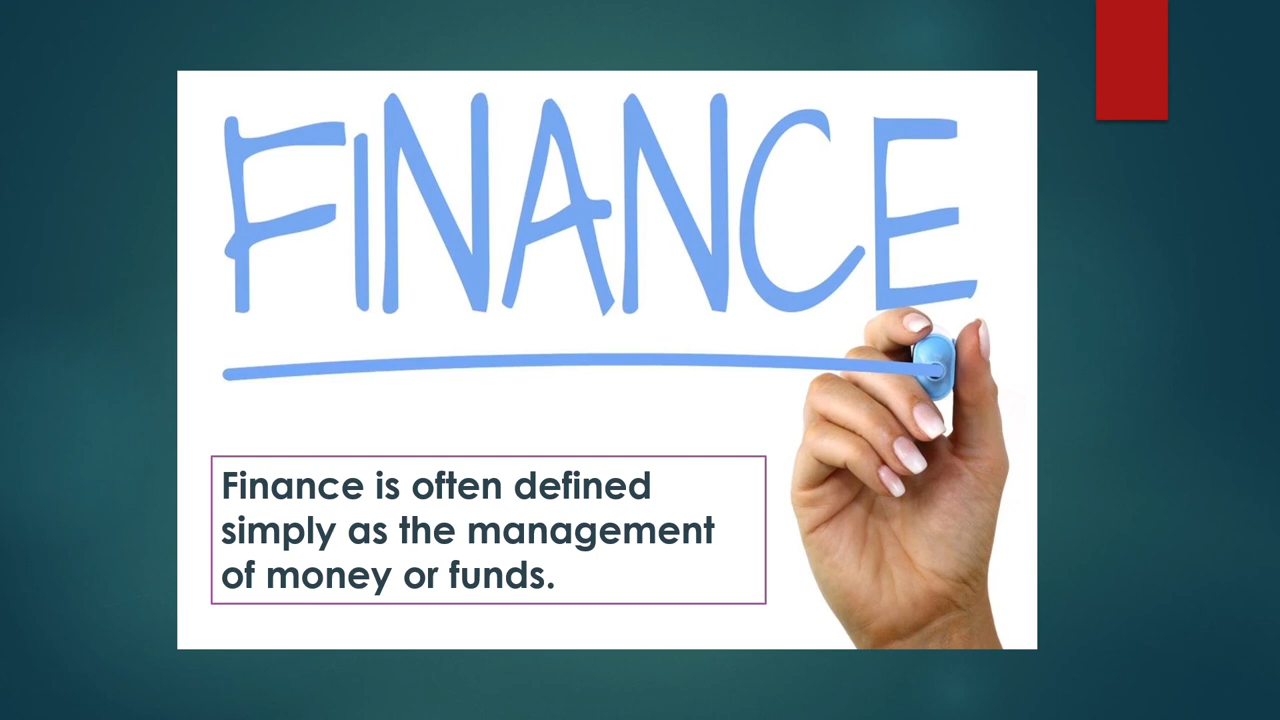 FINANCE
Finance is often defined
simply as the management
of money or funds.